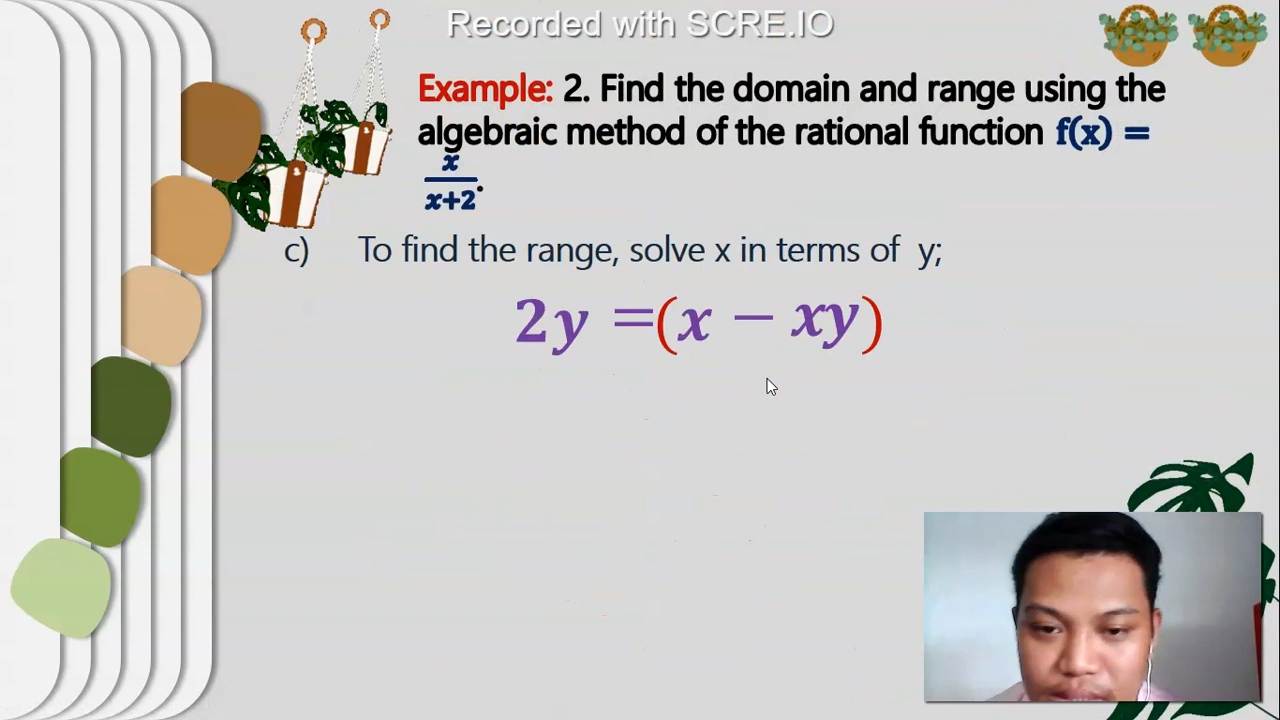 Recorded with SCRE.IO
Example: 2. Find the domain and range using the
algebraic method of the rational function f(x) =
x
x+2.
c) To find the range, solve x in terms of y;
2y =(x − xy)